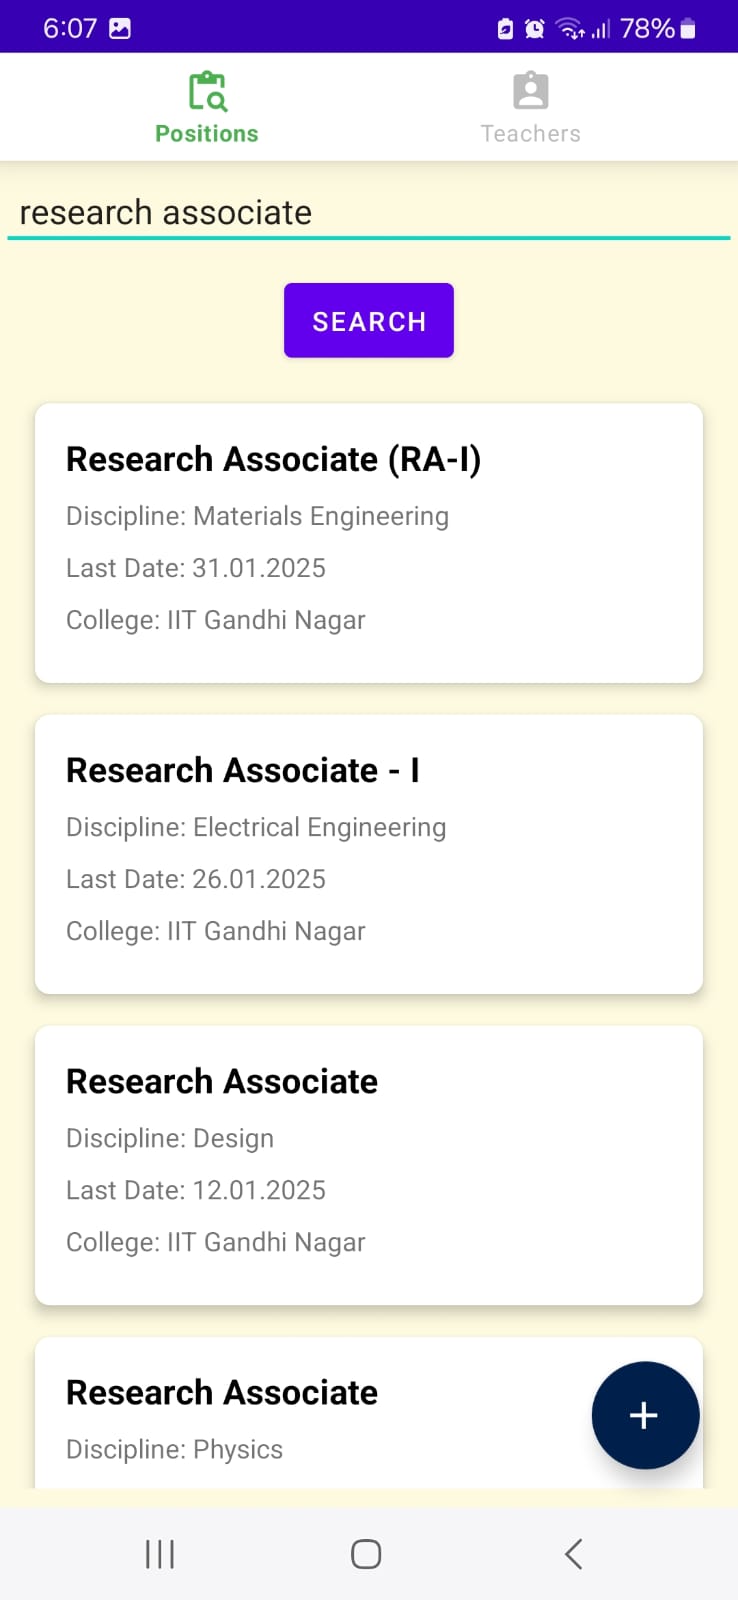 6:07 78%
Positions Teachers
research associate
SEARCH
Research Associate (RA-I)
Discipline: Materials Engineering
Last Date: 31.01.2025
College: IIT Gandhi Nagar
Research Associate - I
Discipline: Electrical Engineering
Last Date: 26.01.2025
College: IIT Gandhi Nagar
Research Associate
Discipline: Design
Last Date: 12.01.2025
College: IIT Gandhi Nagar
Research Associate
Discipline: Physics